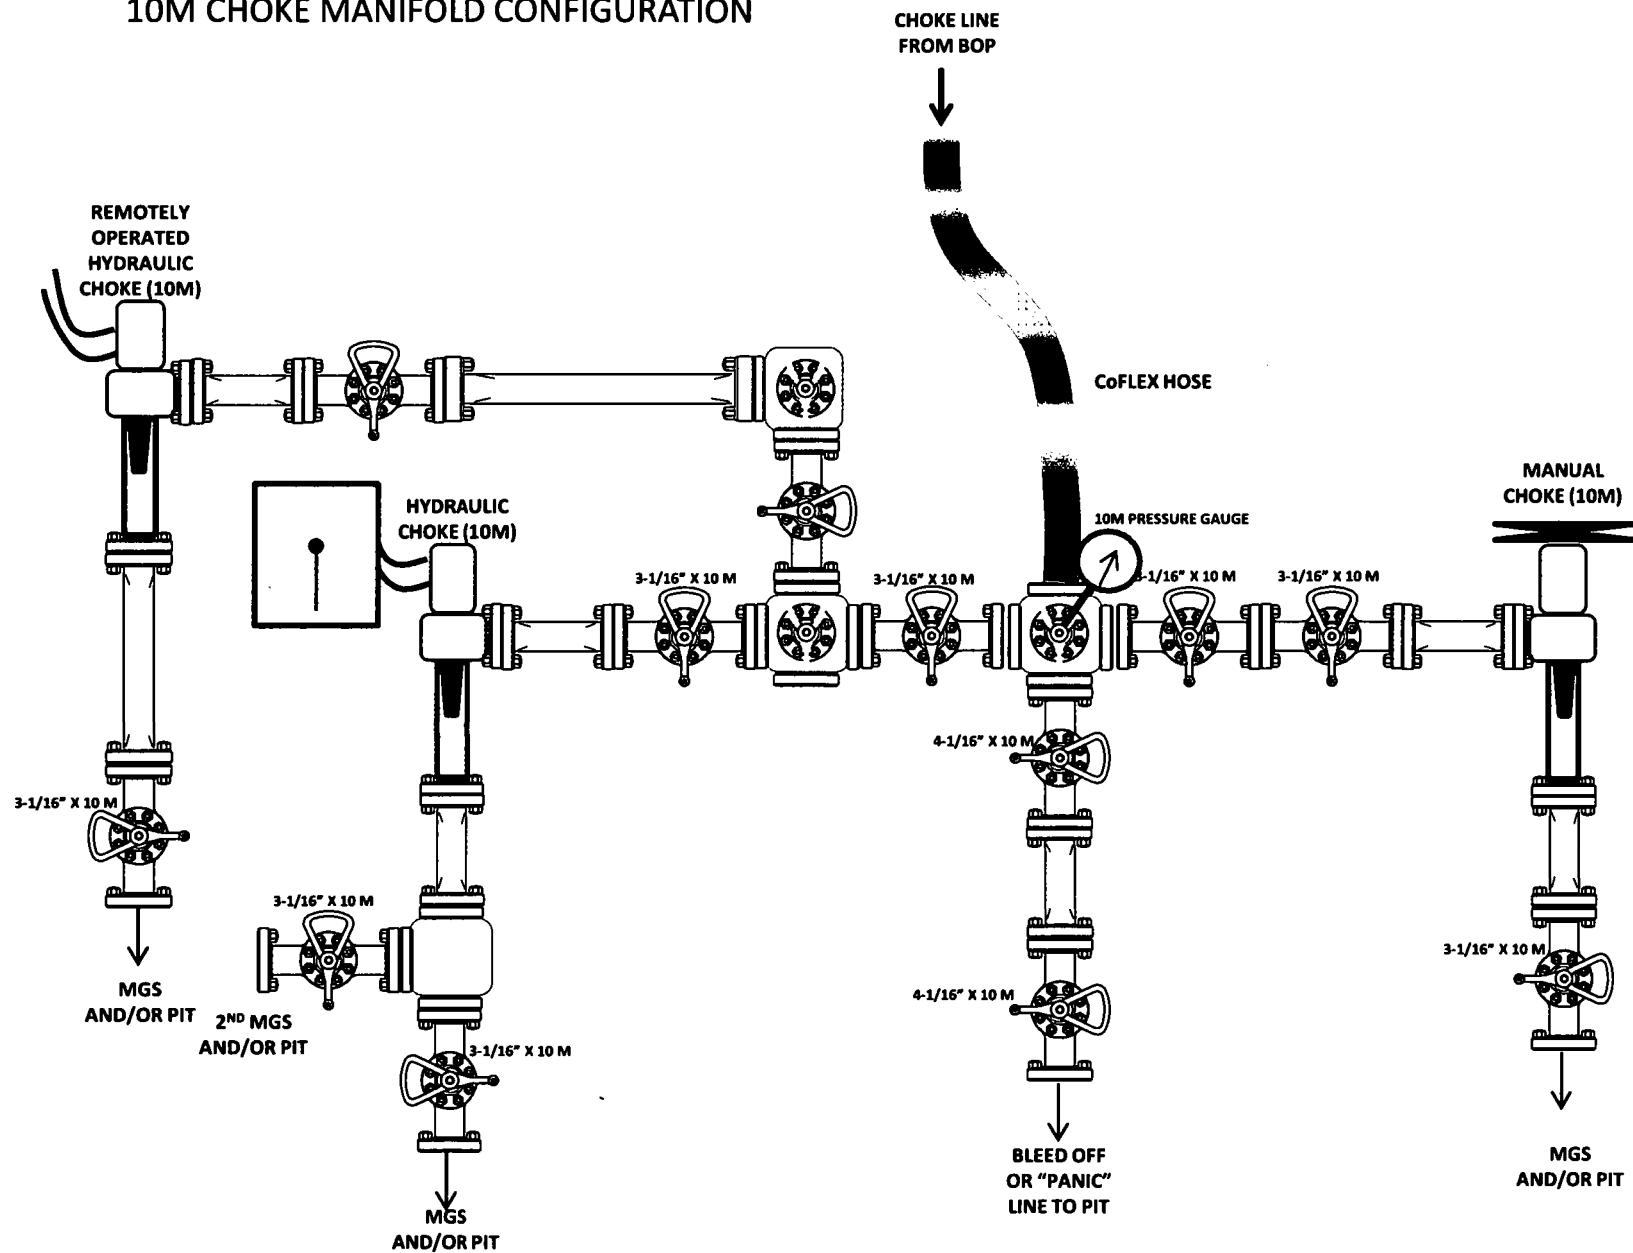 10M CHOKE MANIFOLD CONFIGURATION
CHOKE LINE
FROM BOP
REMOTELY
OPERATED
HYDRAULIC
CHOKE (10M)
CoFLEX HOSE
MANUAL
CHOKE (10M)
HYDRAULIC
CHOKE (10M)
10M PRESSURE GAUGE
3-1/16" X 10 M
3-1/16" X 10 M
3-1/16" X 10 M
3-1/16" X 10 M
4-1/16" X 10 M
3-1/16" X 10 M
3-1/16" X 10 M
3-1/16" X 10 M
4-1/16" X 10 M
MGS
AND/OR PIT
2ND MGS
AND/OR PIT
3-1/16" X 10 M
BLEED OFF
OR “PANIC”
LINE TO PIT
MGS
AND/OR PIT
MGS
AND/OR PIT